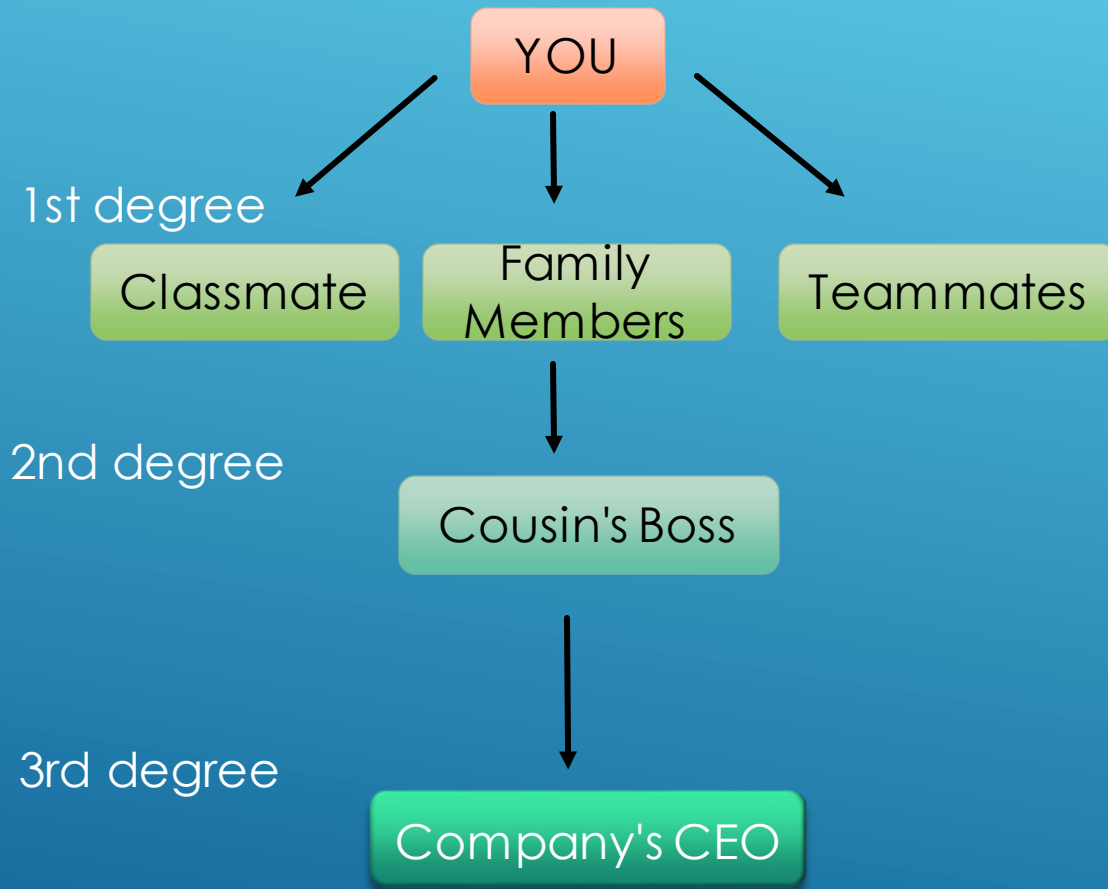 YOU
1st degree
Classmate
Family
Members
Teammates
2nd degree
Cousin's Boss
3rd degree
Company's CEO